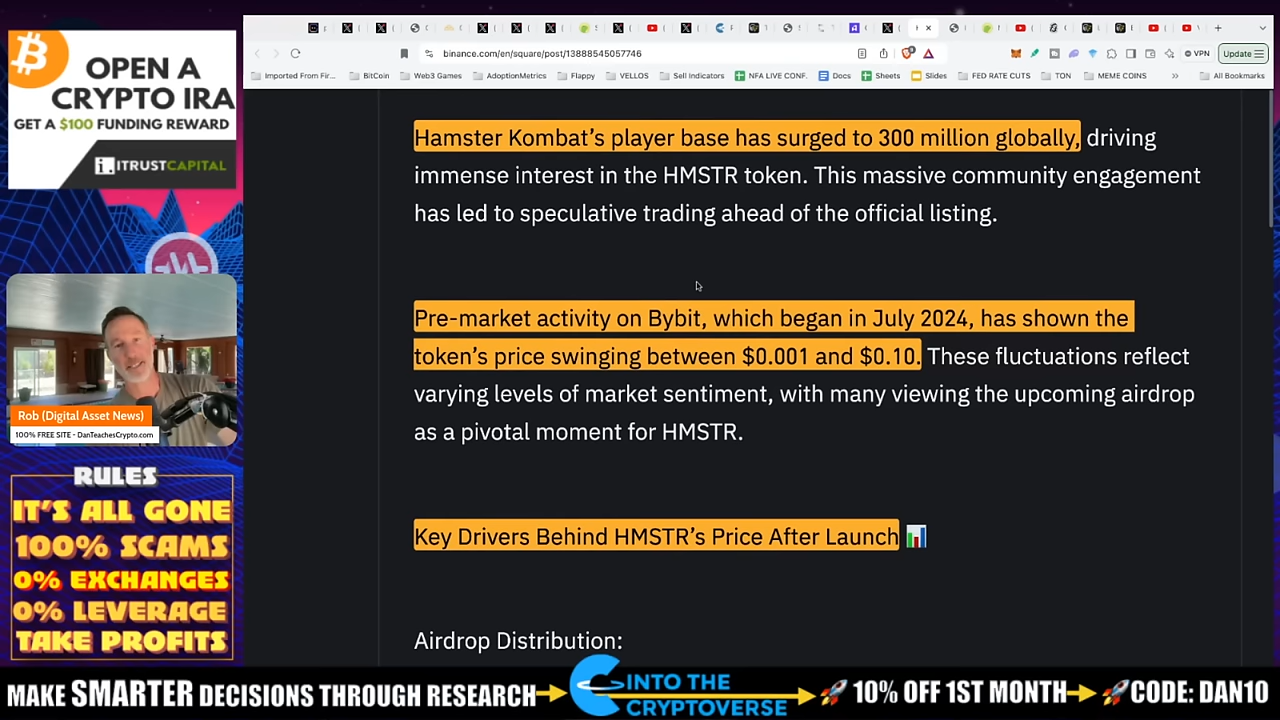 OPEN A
CRYPTO IRA
GET A $100 FUNDING REWARD
i.iTRUSTCAPITAL
Rob (Digital Asset News)
100% FREE SITE - DanTeachesCrypto.com
RULES
IT'S ALL GONE
100% SCAMS
0% EXCHANGES
0% LEVERAGE
TAKE PROFITS
binance.com/en/square/post/13888545057746
VPN
Update
Imported From Fir...
BitCoin
Web3 Games
AdoptionMetrics
Flappy
VELLOS
Sell Indicators
NFA LIVE CONF.
Docs
Sheets
Slides
FED RATE CUTS
TON
MEME COINS
All Bookmarks
Hamster Kombat’s player base has surged to 300 million globally, driving
immense interest in the HMSTR token. This massive community engagement
has led to speculative trading ahead of the official listing.
Pre-market activity on Bybit, which began in July 2024, has shown the
token’s price swinging between $0.001 and $0.10. These fluctuations reflect
varying levels of market sentiment, with many viewing the upcoming airdrop
as a pivotal moment for HMSTR.
Key Drivers Behind HMSTR’s Price After Launch 📊
Airdrop Distribution:
MAKE SMARTER DECISIONS THROUGH RESEARCH
INTO THE
CRYPTOVERSE
🚀 10% OFF 1ST MONTH
🚀CODE: DAN10